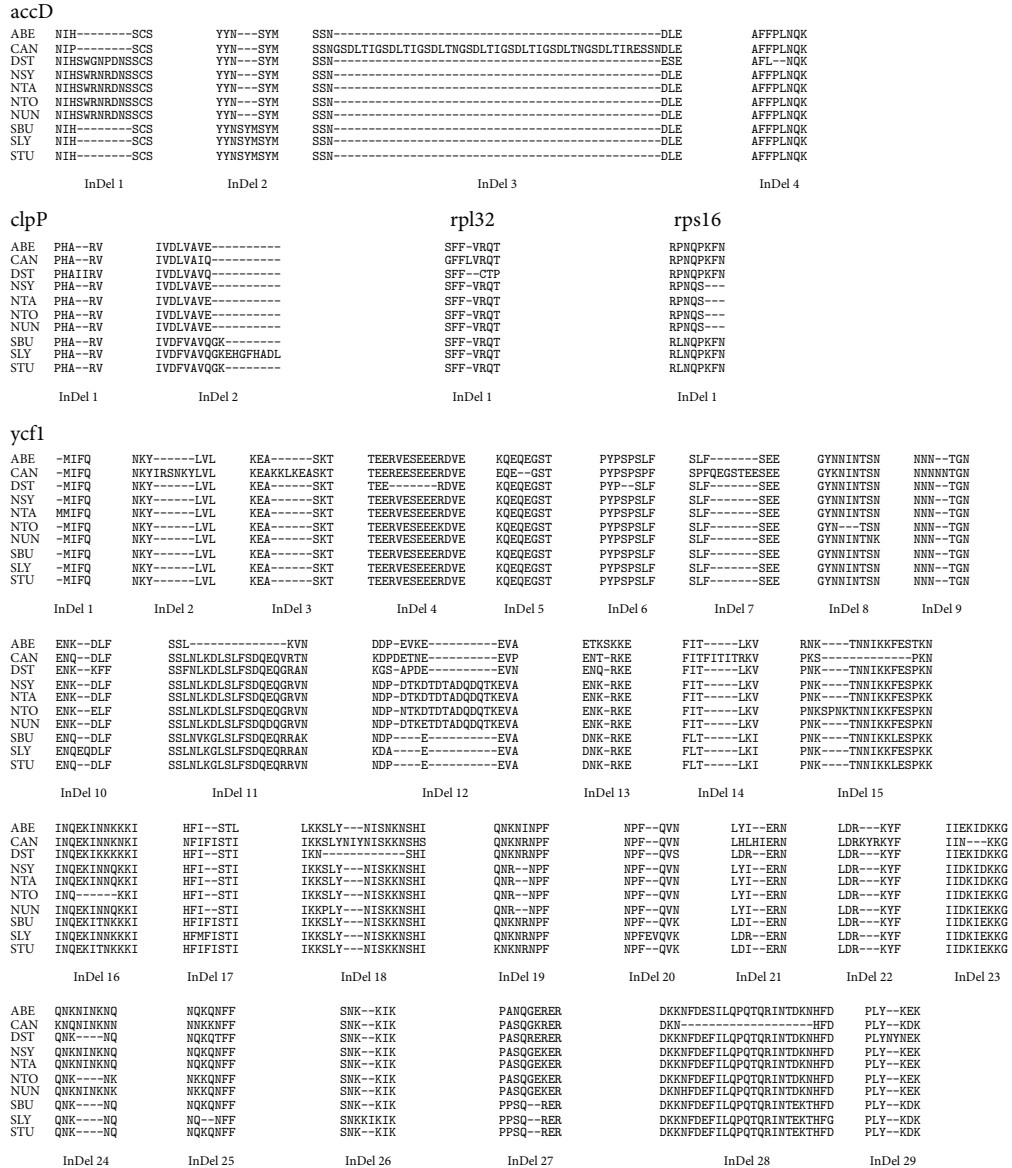 accD
ABE NIH--------SCS YYN---SYM SSN------------------------------------------------DLE AFFPLNQK
CAN NIP--------SCS YYN---SYM SSNGSDLTIGSDLTIGSDLTNGSDLTIGSDLTIGSDLTNGSDLTIRESSNDLE AFFPLNQK
DST NIHSWGNPDNSSCS YYN---SYM SSN------------------------------------------------ESE AFL--NQK
NSY NIHSWRNRDNSSCS YYN---SYM SSN------------------------------------------------DLE AFFPLNQK
NTA NIHSWRNRDNSSCS YYN---SYM SSN------------------------------------------------DLE AFFPLNQK
NTO NIHSWRNRDNSSCS YYN---SYM SSN------------------------------------------------DLE AFFPLNQK
NUN NIHSWRNRDNSSCS YYN---SYM SSN------------------------------------------------DLE AFFPLNQK
SBU NIH--------SCS YYNSYMSYM SSN------------------------------------------------DLE AFFPLNQK
SLY NIH--------SCS YYNSYMSYM SSN------------------------------------------------DLE AFFPLNQK
STU NIH--------SCS YYNSYMSYM SSN------------------------------------------------DLE AFFPLNQK
InDel 1 InDel 2 InDel 3 InDel 4
clpP rpl32 rps16
ABE PHA--RV IVDLVAVE---------- SFF-VRQT RPNQPKFN
CAN PHA--RV IVDLVAIQ---------- GFFLVRQT RPNQPKFN
DST PHAIIRV IVDLVAVQ---------- SFF--CTP RPNQPKFN
NSY PHA--RV IVDLVAVE---------- SFF-VRQT RPNQS---
NTA PHA--RV IVDLVAVE---------- SFF-VRQT RPNQS---
NTO PHA--RV IVDLVAVE---------- SFF-VRQT RPNQS---
NUN PHA--RV IVDLVAVE---------- SFF-VRQT RPNQS---
SBU PHA--RV IVDFVAVQGK-------- SFF-VRQT RLNQPKFN
SLY PHA--RV IVDFVAVQGKEHGFHADL SFF-VRQT RLNQPKFN
STU PHA--RV IVDFVAVQGK-------- SFF-VRQT RLNQPKFN
InDel 1 InDel 2 InDel 1 InDel 1
ycf1
ABE -MIFQ NKY------LVL KEA------SKT TEERVESEEERDVE KQEQEGST PYPSPSLF SLF------SEE GYNNINTSN NNN--TGN
CAN -MIFQ NKYIRSNKYLVL KEAKKLKEASKT TEEREESEEERDVE EQE--GST PYPSPSLF SPFQEGSTEESEE GYNNINTSN NNNNNTGN
DST -MIFQ NKY------LVL KEA------SKT TEE-------RDVE KQEQEGST PYP--SLF SLF------SEE GYNNINTSN NNN--TGN
NSY -MIFQ NKY------LVL KEA------SKT TEERVESEEERDVE KQEQEGST PYPSPSLF SLF------SEE GYNNINTSN NNN--TGN
NTA MMIFQ NKY------LVL KEA------SKT TEERVESEEERDVE KQEQEGST PYPSPSLF SLF------SEE GYNNINTSN NNN--TGN
NTO -MIFQ NKY------LVL KEA------SKT TEERVESEEEKDVE KQEQEGST PYPSPSLF SLF------SEE GYN---TSN NNN--TGN
NUN -MIFQ NKY------LVL KEA------SKT TEERVESEEERDVE KQEQEGST PYPSPSLF SLF------SEE GYNNINTNK NNN--TGN
SBU -MIFQ NKY------LVL KEA------SKT TEERVESEEERDVE KQEQEGST PYPSPSLF SLF------SEE GYNNINTSN NNN--TGN
SLY -MIFQ NKY------LVL KEA------SKT TEERVESEEERDVE KQEQEGST PYPSPSLF SLF------SEE GYNNINTSN NNN--TGN
STU -MIFQ NKY------LVL KEA------SKT TEERVESEEERDVE KQEQEGST PYPSPSLF SLF------SEE GYNNINTSN NNN--TGN
InDel 1 InDel 2 InDel 3 InDel 4 InDel 5 InDel 6 InDel 7 InDel 8 InDel 9
ABE ENK--DLF SSL--------------KVN DDP-EVKE----------EVA ETKSKKE FIT----LKV RNK----TNNIKKFESTKN
CAN ENQ--DLF SSLNLKDLSLFSDQEQVRTN KDPDETNE----------EVP ENT-RKE FITFITITRKV PKS------------PKN
DST ENK--KFF SSFNLKDLSLFSDQEQGRAN KGS-APDE----------EVN ENQ-RKE FIT----LKV PNK----TNNIKKFESPKN
NSY ENK--DLF SSFNLKDLSLFSDQEQGRVN NDP-DTKDTDTADQDQTKEVA ENK-RKE FIT----LKV PNK----TNNIKKFESPKK
NTA ENK--DLF SSFNLKDLSLFSDQEQGRVN NDP-DTKDTDTADQDQTKEVA ENK-RKE FIT----LKV PNK----TNNIKKFESPKK
NTO ENK--ELF SSLNLKDLSLFSDQEQGRVN NDP-NTKDTDTADQDQTKEVA ENK-RKE FIT----LKV PNKSPNKTNNIKKFESPKN
NUN ENK--DLF SSLNLKDLSLFSDQDQGRVN NDP-DTKETDTADQDQTKEVA ENK-RKE FIT----LKV PNK----TNNIKKFESPKN
SBU ENQ--DLF SSLNVKGLSLFSDQEQRRAK NDP----E----------EVA DNK-RKE FLT----LKI PNK----TNNIKKFESPKK
SLY ENQEQDLF SSLNLKGLSLFSDQEQRRAN KDA----E----------EVA DNK-RKE FLT----LKI PNK----TNNIKKFESPKK
STU ENQ--DLF SSLNLKGLSLFSDQEQRRVN NDP----E----------EVA DNK-RKE FLT----LKI PNK----TNNIKKLESPKK
InDel 10 InDel 11 InDel 12 InDel 13 InDel 14 InDel 15
ABE INQEKINNKKKI HFI--STL LKKSLY---NISNKNSHI QNKNINPF NPF--QVN LYI--ERN LDR---KYF IIEKIDKKG
CAN INQEKINNKNKI NFIFISTI IKKSLYNIYNISKKNSHS QNKNRNPF NPF--QVN LHLHIERN LDRKYRKYF IIN---KKG
DST INQEKIKKKKKI HFI--STI IKN------------SHI QNKNRNPF NPF--QVS LDR--ERN LDR---KYF IIEKIDKKG
NSY INQEKINNQKKI HFI--STI IKKSLY---NISKKNSHI QNR--NPF NPF--QVN LYI--ERN LDR---KYF IIDKIEKKG
NTA INQEKINNQKKI HFI--STI IKKSLY---NISKKNSHI QNR--NPF NPF--QVN LYI--ERN LDR---KYF IIDKIEKKG
NTO INQ------KKI HFI--STI IKKSLY---NISKKNSHI QNR--NPF NPF--QVN LYI--ERN LDR---KYF IIDKIEKKG
NUN INQEKINNQKKI HFI--STI IKKPLY---NISKKNSHI QNR--NPF NPF--QVN LYI--ERN LDR---KYF IIDKIEKKG
SBU INQEKITNKKKI HFIFISTI IKKSLY---NISKKNSHI QNKNRNPF NPF--QVN LDI--ERN LDR---KYF IIDKIEKKG
SLY INQEKINNKKKI HFMFISTI IKKSLY---NISKKNSHI QNKNRNPF NPFEVQVK LDR--ERN LDR---KYF IIDKIEKKG
STU INQEKITNKKKI HFIFISTI IKKSLY---NISKKNSHI KNKNRNPF NPF--QVK LDI--ERN LDR---KYF IIDKIEKKG
InDel 16 InDel 17 InDel 18 InDel 19 InDel 20 InDel 21 InDel 22 InDel 23
ABE QNKNINKNQ NQKQNFF SNK--KIK PANQGERER DKKNFDESILQPQTQRINTDKNHFD PLY--KEK
CAN KNQNINKNN NNKKNFF SNK--KIK PASQGKRER DKN-------------------HFD PLY--KEK
DST QNK----NQ NQKQTFF SNK--KIK PASQRERER DKKNFDEFILQPQTQRINTDKNHFD PLYNYNEK
NSY QNKNINKNQ NQKQNFF SNK--KIK PASQGEKER DKKNFDEFILQPQTQRINTDKNHFD PLY--KEK
NTA QNKNINKNQ NQKQNFF SNK--KIK PASQGEKER DKKNFDEFILQPQTQRINTDKNHFD PLY--KEK
NTO QNK----NK NKKQNFF SNK--KIK PASQGEKER DKKNFDEFILQPQTQRINTDKNHFD PLY--KEK
NUN QNKNINKNK NKKQNFF SNK--KIK PASQGEKER DKNHFDEFILQPQTQRINTDKNHFD PLY--KEK
SBU QNK----NQ NQKQNFF SNK--KIK PPSQ--RER DKKNFDEFILQPQTQRINTEKTHFD PLY--KDK
SLY QNK----NQ NQ--NFF SNKKIKIK PPSQ--RER DKKNFDEFILQPQTQRINTEKTHFG PLY--KDK
STU QNK----NQ NQKQNFF SNK--KIK PPSQ--RER DKKNFDEFILQPQTQRINTEKTHFD PLY--KDK
InDel 24 InDel 25 InDel 26 InDel 27 InDel 28 InDel 29